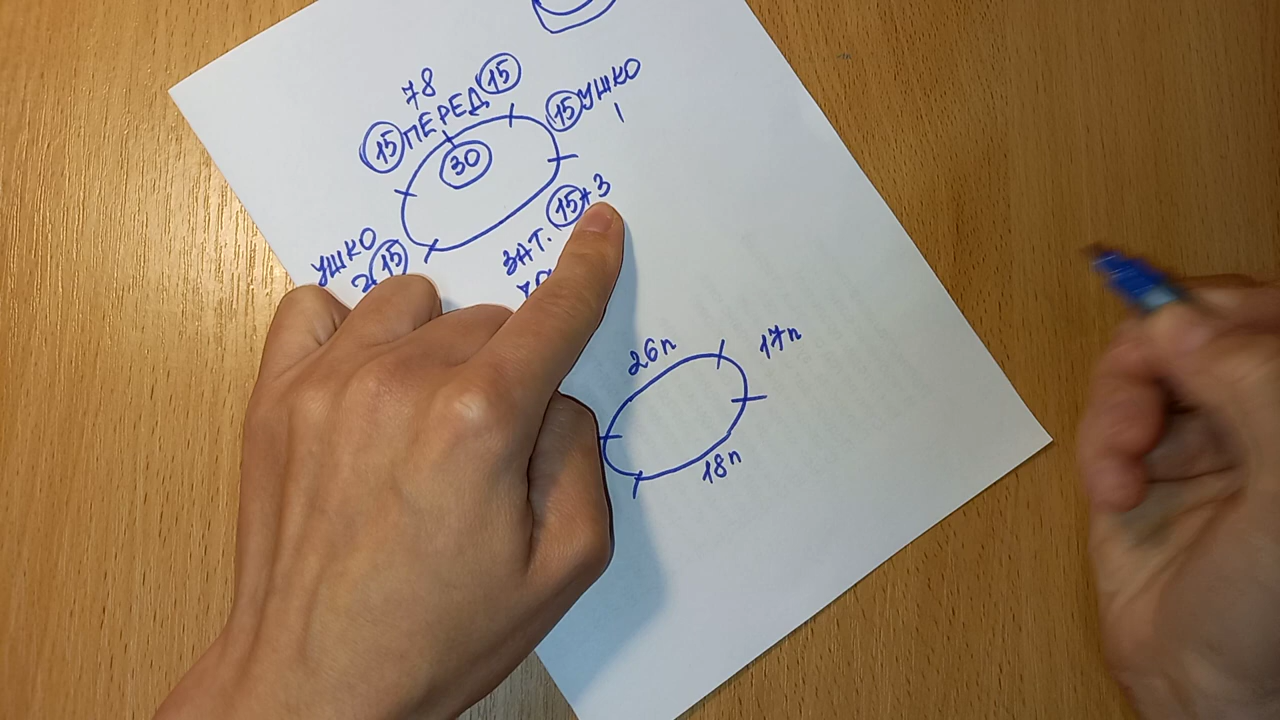 78
15 ПЕРЕД 15
15 УШКО
1
30
15+3
ЗАТ.
УШКО
2 15
26п
17п
18п